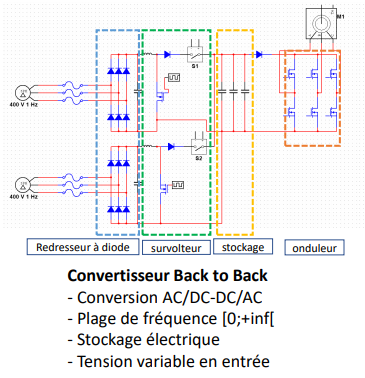 M1
S1
400 V 1 Hz
S2
400 V 1 Hz
Redresseur à diode
survolteur
stockage
onduleur
Convertisseur Back to Back
- Conversion AC/DC-DC/AC
- Plage de fréquence [0;+inf[
- Stockage électrique
- Tension variable en entrée